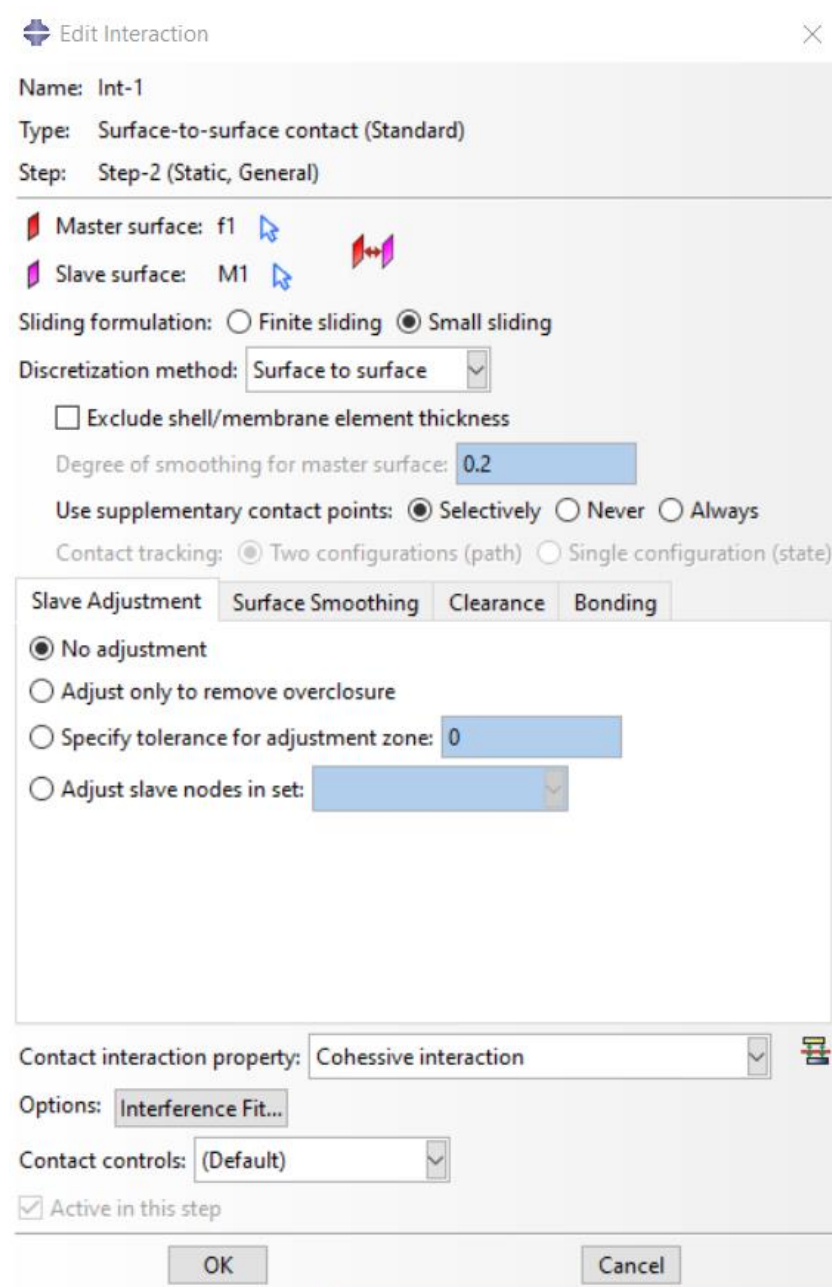 Edit Interaction
Name: Int-1
Type: Surface-to-surface contact (Standard)
Step: Step-2 (Static, General)
Master surface: f1
Slave surface: M1
Sliding formulation: Finite sliding Small sliding
Discretization method: Surface to surface
Exclude shell/membrane element thickness
Degree of smoothing for master surface: 0.2
Use supplementary contact points: Selectively Never Always
Contact tracking: Two configurations (path) Single configuration (state)
Slave Adjustment Surface Smoothing Clearance Bonding
No adjustment
Adjust only to remove overclosure
Specify tolerance for adjustment zone: 0
Adjust slave nodes in set:
Contact interaction property: Cohessive interaction
Options: Interference Fit...
Contact controls: (Default)
Active in this step
OK Cancel